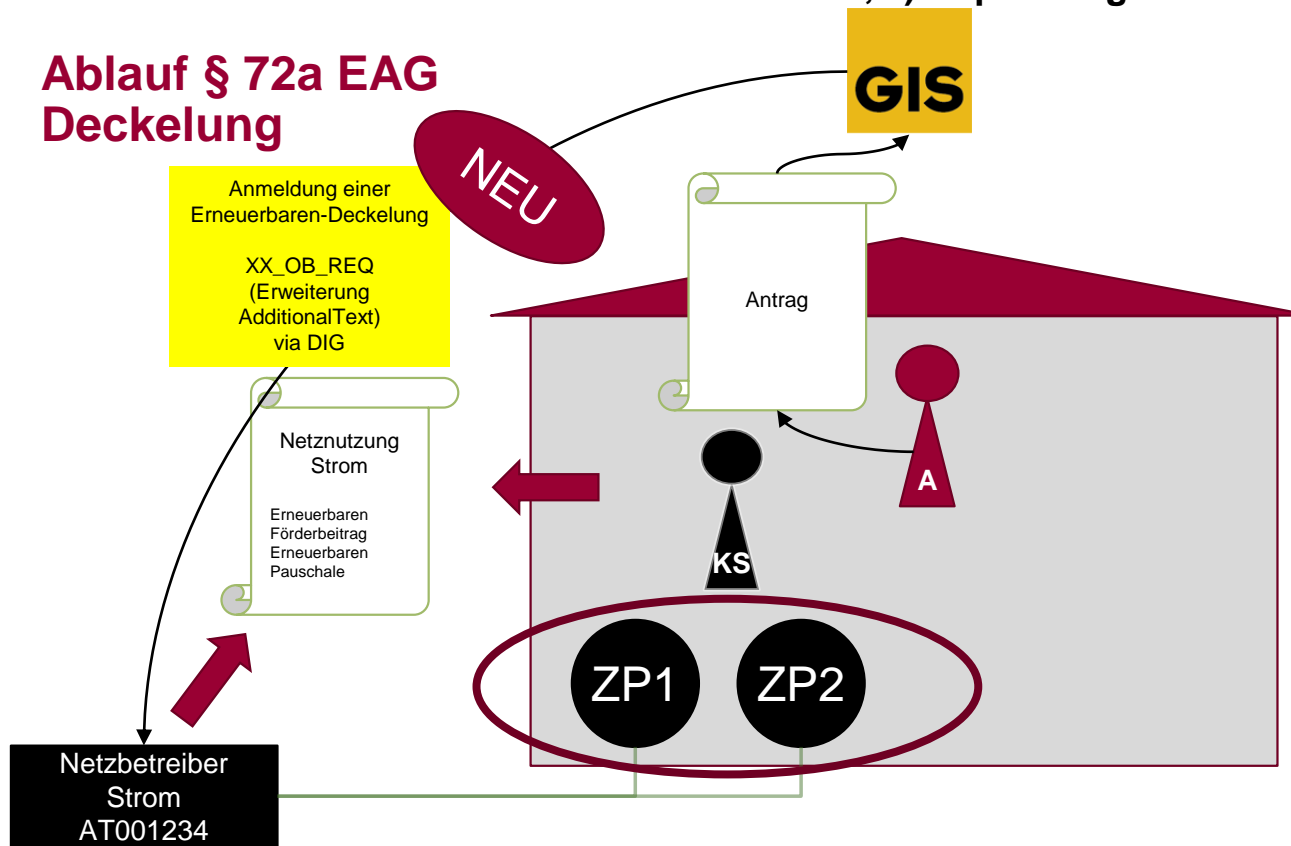 Ablauf § 72a EAG
Deckelung
GIS
NEU
Anmeldung einer
Erneuerbaren-Deckelung
XX_OB_REQ
(Erweiterung
AdditionalText)
via DIG
Antrag
Netznutzung
Strom
Erneuerbaren
Förderbeitrag
Erneuerbaren
Pauschale
A
KS
ZP1
ZP2
Netzbetreiber
Strom
AT001234